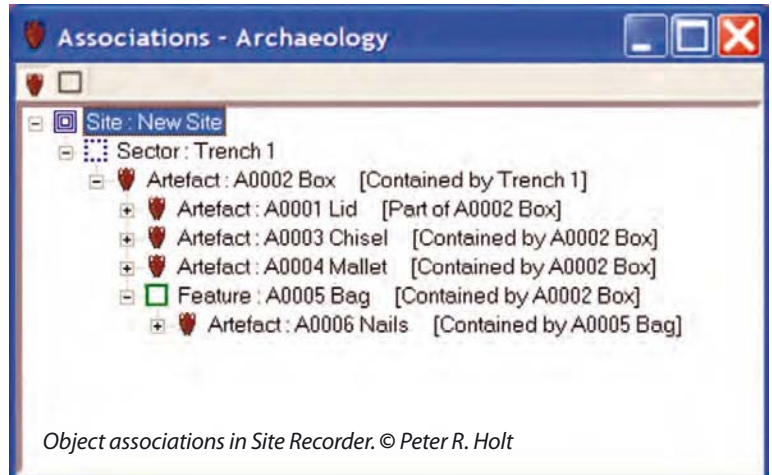 Associations - Archaeology
Site : New Site
Sector : Trench 1
Artefact : A0002 Box [Contained by Trench 1]
Artefact : A0001 Lid [Part of A0002 Box]
Artefact : A0003 Chisel [Contained by A0002 Box]
Artefact : A0004 Mallet [Contained by A0002 Box]
Feature : A0005 Bag [Contained by A0002 Box]
Artefact : A0006 Nails [Contained by A0005 Bag]
Object associations in Site Recorder. © Peter R. Holt